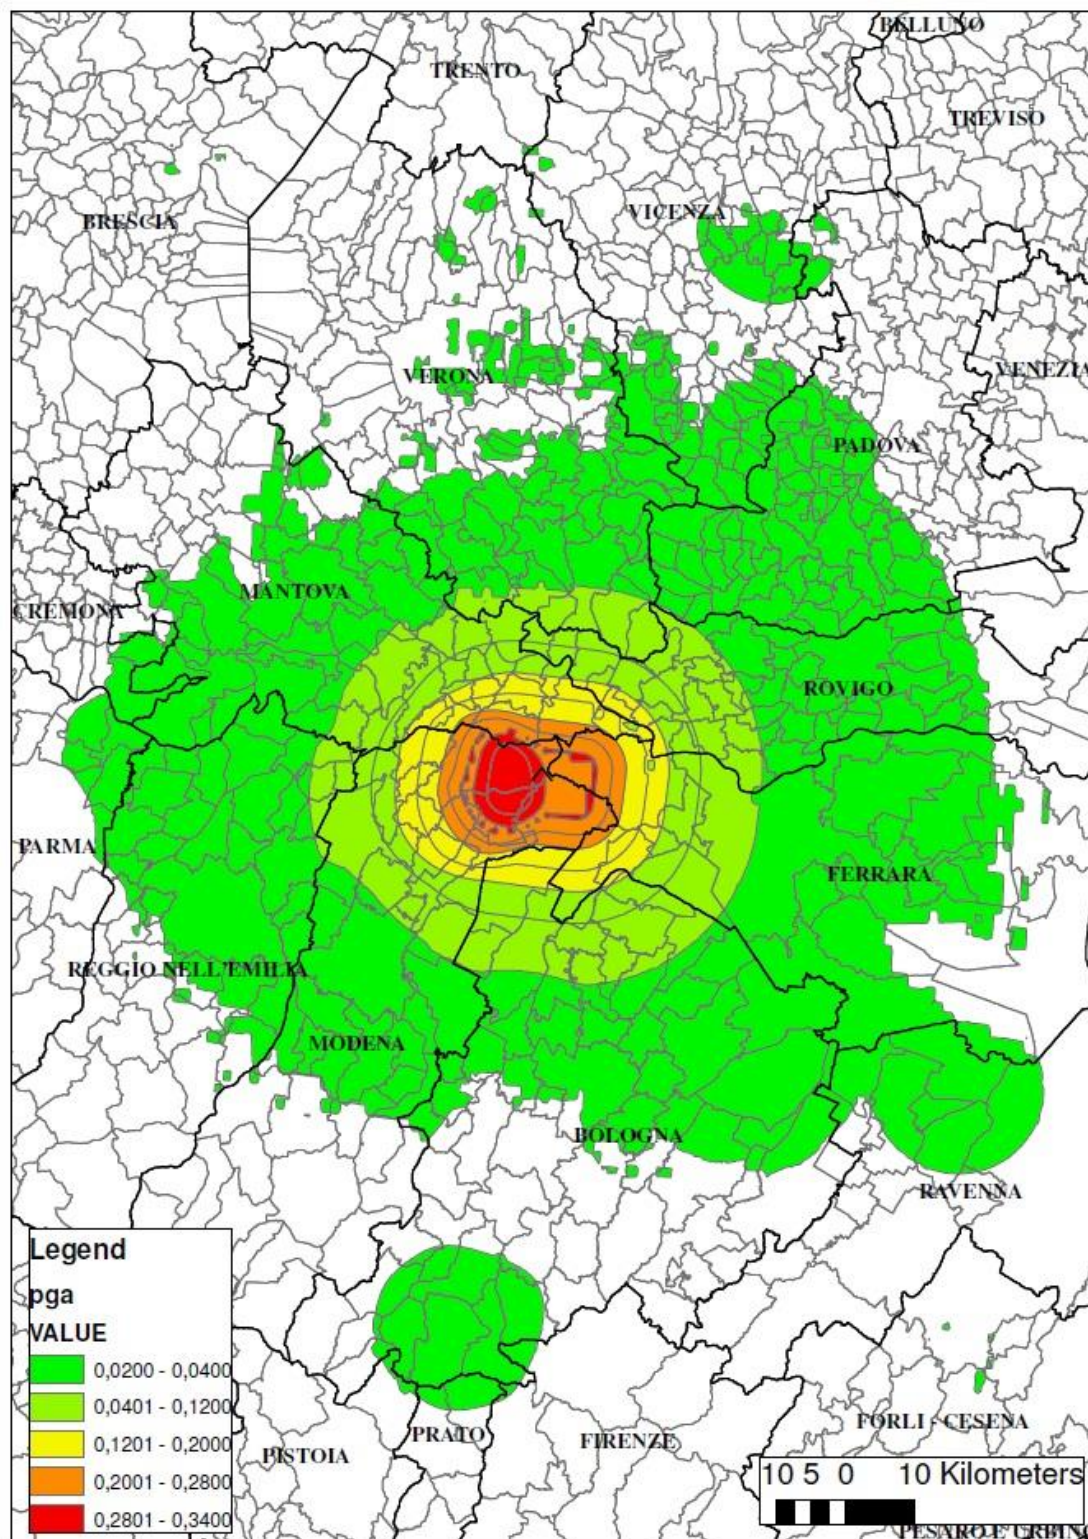 BELLUNO
TRENTO
TREVISO
BRESCIA
VICENZA
VERONA
VENEZIA
PADOVA
MANTOVA
CREMONA
ROVIGO
PARMA
FERRARA
REGGIO NELL'EMILIA
MODENA
BOLOGNA
RAVENNA
Legend
pga
VALUE
0,0200 - 0,0400
0,0401 - 0,1200
0,1201 - 0,2000
0,2001 - 0,2800
0,2801 - 0,3400
PISTOIA
PRATO
FIRENZE
FORLI - CESENA
10 5 0 10 Kilometers
PESARO E